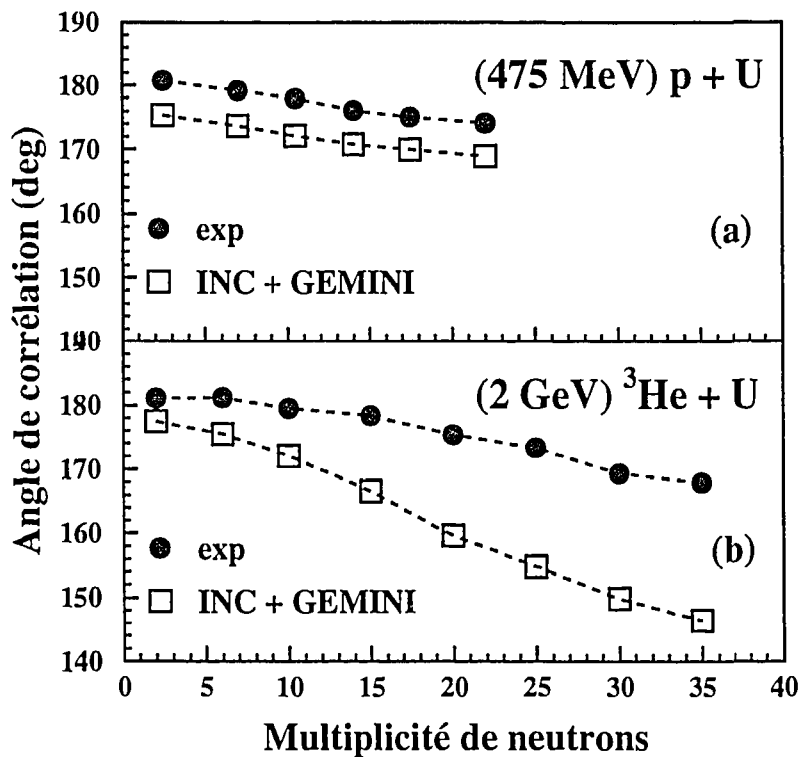 190
(475 MeV) p + U
180
170
160
150
exp
(a)
INC + GEMINI
(2 GeV) ³He + U
180
170
160
150
140
exp
(b)
INC + GEMINI
0 5 10 15 20 25 30 35 40
Angle de corrélation (deg)
Multiplicité de neutrons